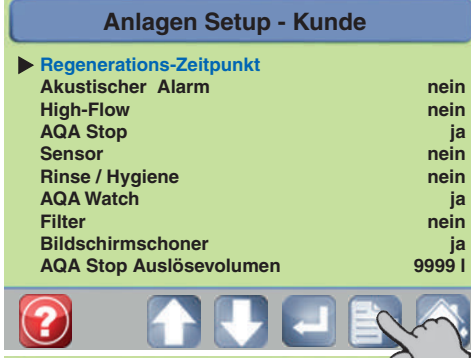 Anlagen Setup - Kunde
Regenerations-Zeitpunkt
Akustischer Alarm nein
High-Flow nein
AQA Stop ja
Sensor nein
Rinse / Hygiene nein
AQA Watch ja
Filter nein
Bildschirmschoner ja
AQA Stop Auslösevolumen 9999 l
?